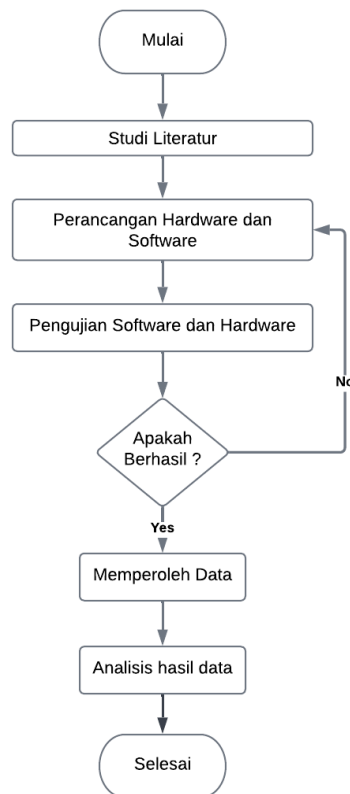 Mulai
Studi Literatur
Perancangan Hardware dan
Software
Pengujian Software dan Hardware
Apakah
Berhasil ?
No
Yes
Memperoleh Data
Analisis hasil data
Selesai